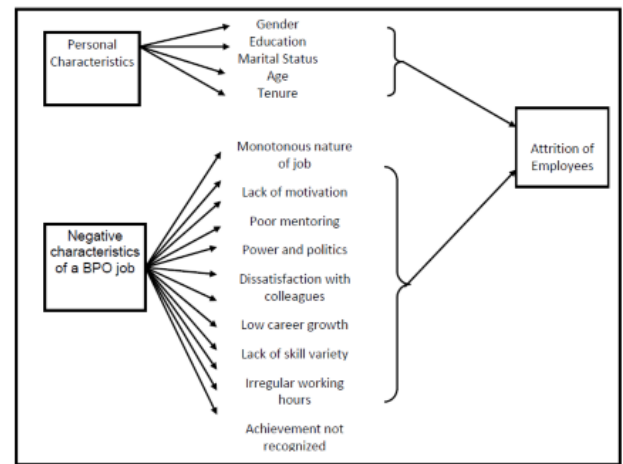 Personal
Characteristics
Gender
Education
Marital Status
Age
Tenure
Attrition of
Employees
Negative
characteristics
of a BPO job
Monotonous nature
of job
Lack of motivation
Poor mentoring
Power and politics
Dissatisfaction with
colleagues
Low career growth
Lack of skill variety
Irregular working
hours
Achievement not
recognized